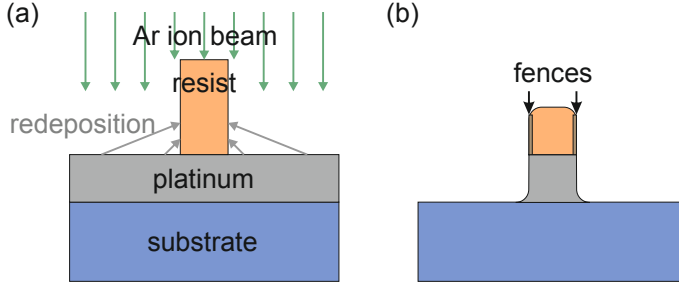 (a)
Ar ion beam
resist
redeposition
platinum
substrate
(b)
fences